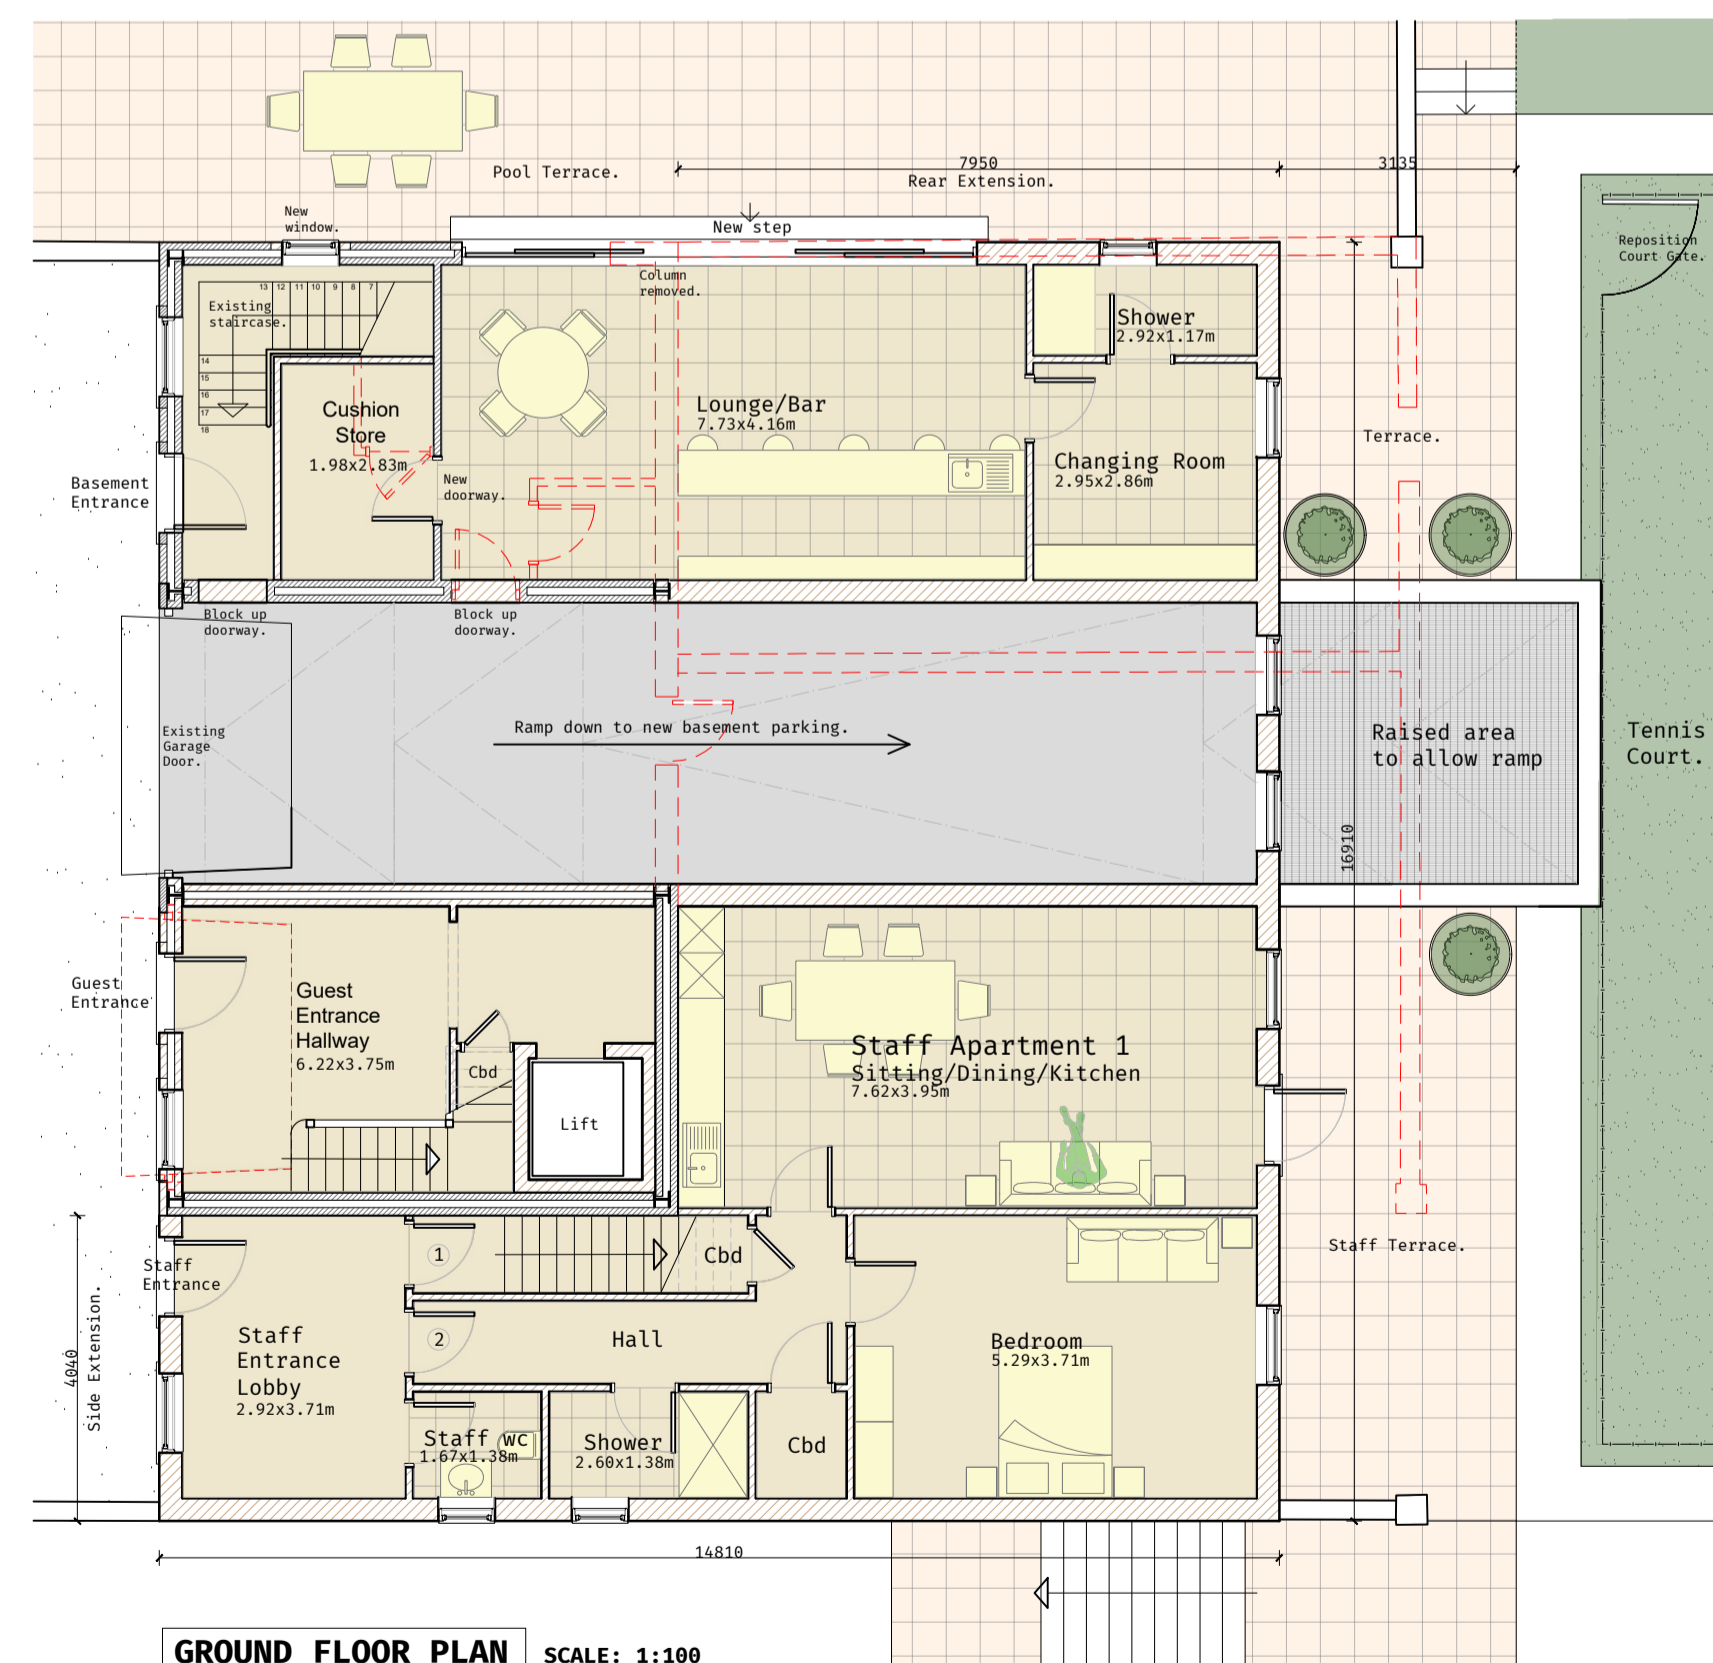 7950
3135
Pool Terrace.
Rear Extension.
New
window.
New step
Reposition
Court Gate.
Column
removed.
13 12 11 10 9 8 7
Existing
staircase.
14
15
16
17
18
Shower
2.92x1.17m
Cushion
Store
1.98x2.83m
Lounge/Bar
7.73x4.16m
Terrace.
Changing Room
2.95x2.86m
Basement
Entrance
New
doorway.
Block up
doorway.
Block up
doorway.
Existing
Garage
Door.
Ramp down to new basement parking.
Raised area
to allow ramp
Tennis
Court.
16910
Guest
Entrance
Guest
Entrance
Hallway
6.22x3.75m
Cbd
Lift
Staff Apartment 1
Sitting/Dining/Kitchen
7.62x3.95m
Staff
Entrance
1
Cbd
Staff Terrace.
4040
Side Extension.
Staff
Entrance
Lobby
2.92x3.71m
2
Hall
Bedroom
5.29x3.71m
Staff WC
1.67x1.38m
Shower
2.60x1.38m
Cbd
14810
GROUND FLOOR PLAN
SCALE: 1:100